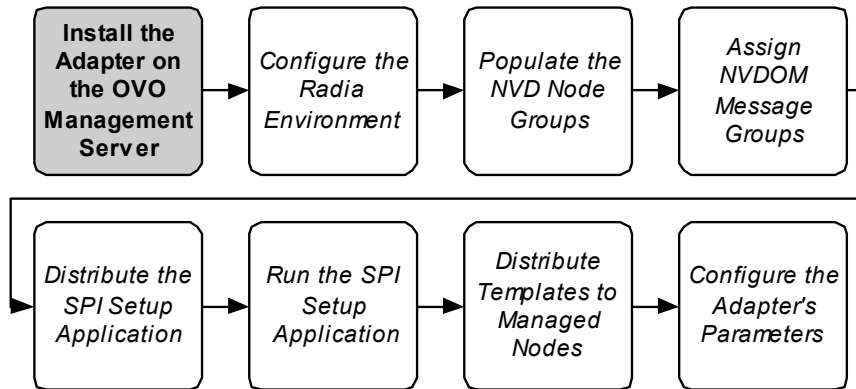 Install the
Adapter on
the OVO
Management
Server
Configure the
Radia
Environment
Populate the
NVD Node
Groups
Assign
NVDOM
Message
Groups
Distribute the
SPI Setup
Application
Run the SPI
Setup
Application
Distribute
Templates to
Managed
Nodes
Configure the
Adapter's
Parameters